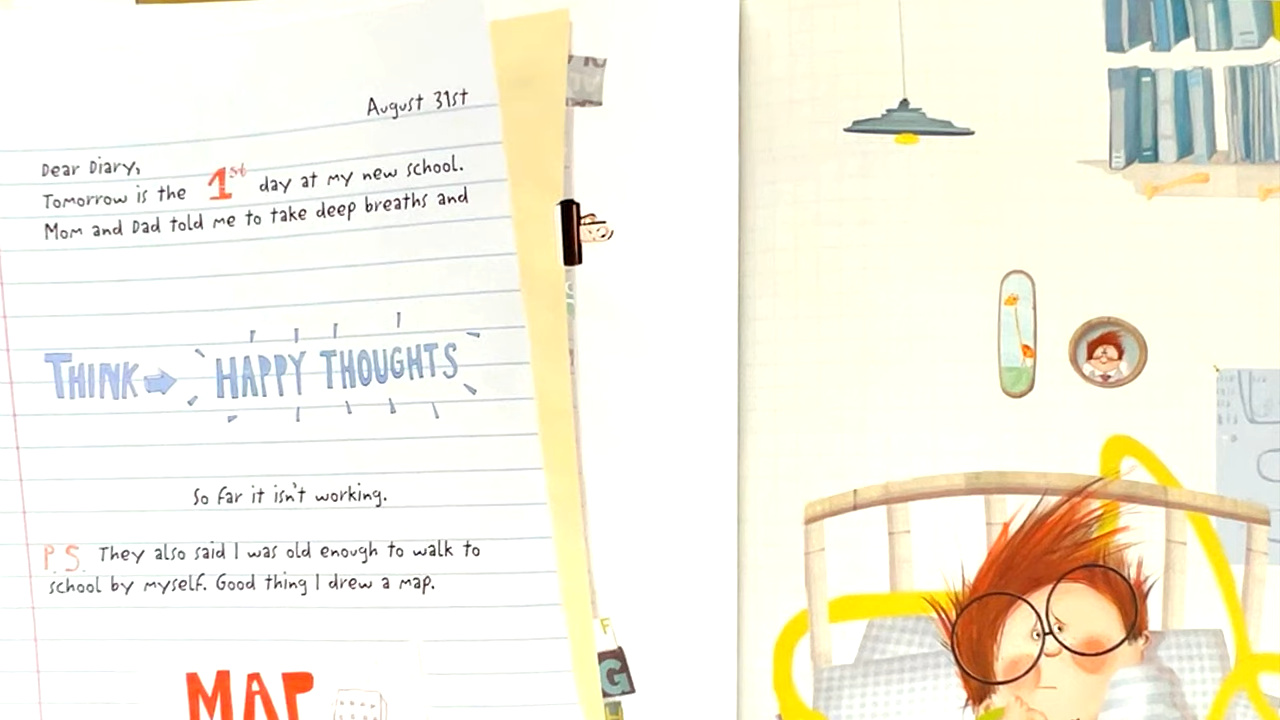 August 31st
Dear Diary,
Tomorrow is the 1st day at my new school.
Mom and Dad told me to take deep breaths and
THINK HAPPY THOUGHTS
So far it isn't working.
P.S. They also said I was old enough to walk to
school by myself. Good thing I drew a map.
MAP
F
G